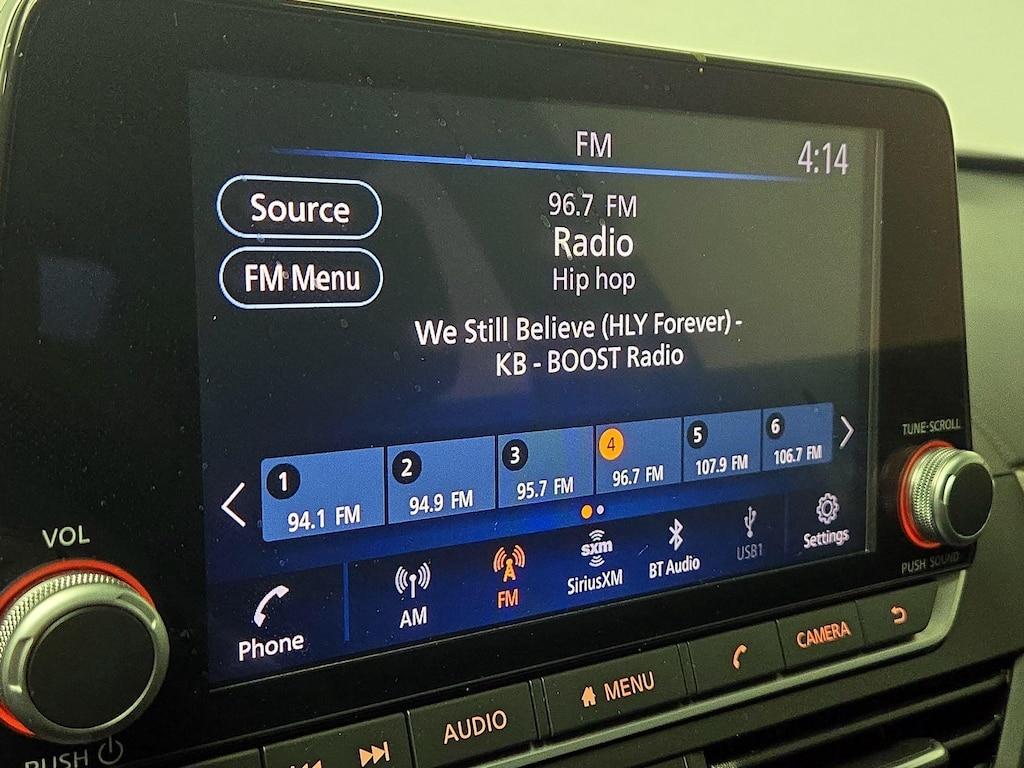 FM
4:14
Source
96.7 FM
Radio
FM Menu
Hip hop
We Still Believe (HLY Forever) -
KB - BOOST Radio
1
2
3
4
5
6
94.1 FM
94.9 FM
95.7 FM
96.7 FM
107.9 FM
106.7 FM
TUNE·SCROLL
VOL
Phone
AM
FM
sxm
SiriusXM
BT Audio
USB1
Settings
PUSH SOUND
PUSH
AUDIO
MENU
CAMERA